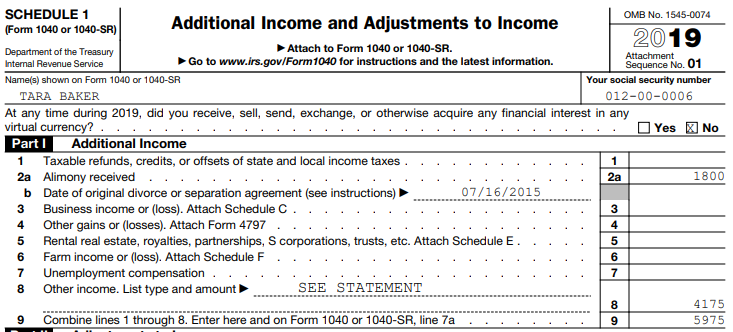 SCHEDULE 1
(Form 1040 or 1040-SR)
Department of the Treasury
Internal Revenue Service
Additional Income and Adjustments to Income
▶ Attach to Form 1040 or 1040-SR.
▶ Go to www.irs.gov/Form1040 for instructions and the latest information.
OMB No. 1545-0074
2019
Attachment
Sequence No. 01
Name(s) shown on Form 1040 or 1040-SR
TARA BAKER
Your social security number
012-00-0006
At any time during 2019, did you receive, sell, send, exchange, or otherwise acquire any financial interest in any
virtual currency? . . . . . . . . . . . . . . . . . . . . . . . . . . . . . ☐ Yes ☒ No
Part I Additional Income
1 Taxable refunds, credits, or offsets of state and local income taxes . . . . . . . . . . . 1
2a Alimony received . . . . . . . . . . . . . . . . . . . . . . . . 2a 1800
b Date of original divorce or separation agreement (see instructions) ▶ 07/16/2015
3 Business income or (loss). Attach Schedule C . . . . . . . . . . . . . . . . . 3
4 Other gains or (losses). Attach Form 4797 . . . . . . . . . . . . . . . . . . 4
5 Rental real estate, royalties, partnerships, S corporations, trusts, etc. Attach Schedule E . . . . . 5
6 Farm income or (loss). Attach Schedule F . . . . . . . . . . . . . . . . . . 6
7 Unemployment compensation . . . . . . . . . . . . . . . . . . . . . 7
8 Other income. List type and amount ▶ SEE STATEMENT
8 4175
9 Combine lines 1 through 8. Enter here and on Form 1040 or 1040-SR, line 7a . . . . . . . 9 5975